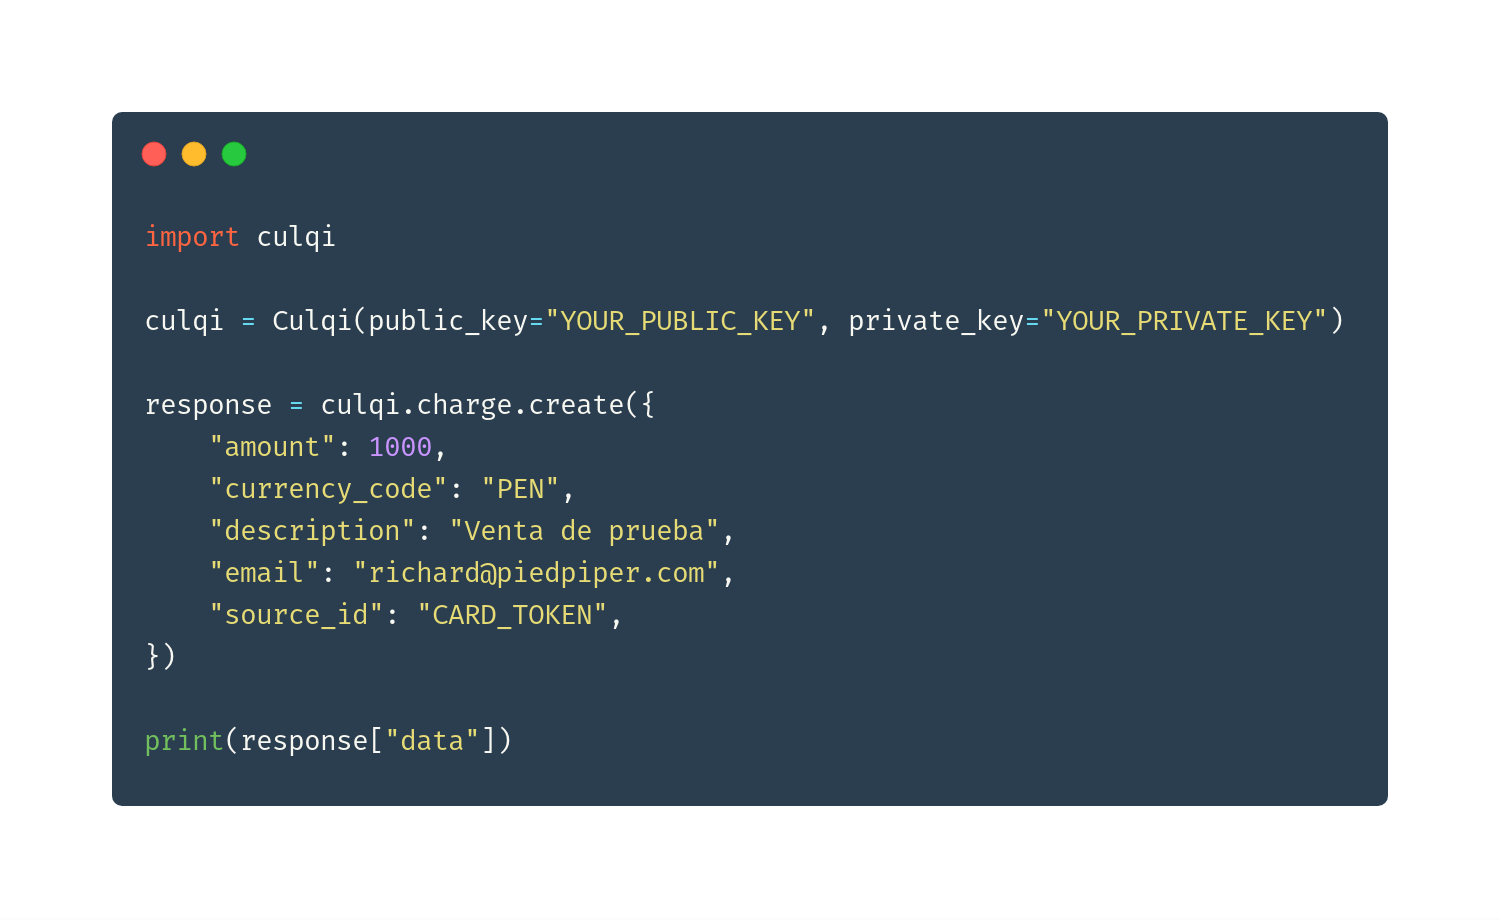 import culqi
culqi = Culqi(public_key="YOUR_PUBLIC_KEY", private_key="YOUR_PRIVATE_KEY")
response = culqi.charge.create({
    "amount": 1000,
    "currency_code": "PEN",
    "description": "Venta de prueba",
    "email": "richard@piedpiper.com",
    "source_id": "CARD_TOKEN",
})
print(response["data"])